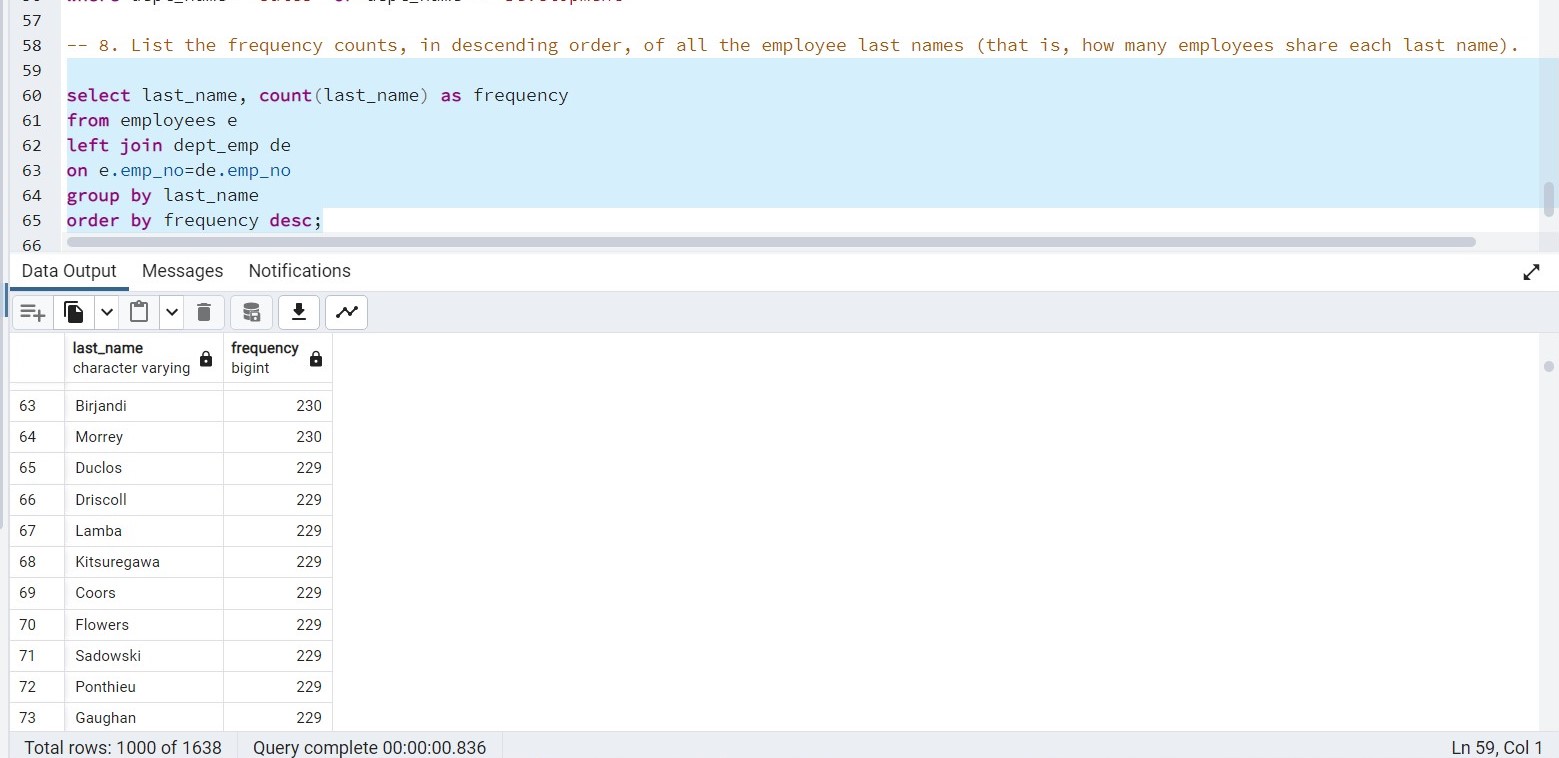 57
58 -- 8. List the frequency counts, in descending order, of all the employee last names (that is, how many employees share each last name).
59
60 select last_name, count(last_name) as frequency
61 from employees e
62 left join dept_emp de
63 on e.emp_no=de.emp_no
64 group by last_name
65 order by frequency desc;
66
Data Output Messages Notifications
last_name frequency
character varying bigint
63 Birjandi 230
64 Morrey 230
65 Duclos 229
66 Driscoll 229
67 Lamba 229
68 Kitsuregawa 229
69 Coors 229
70 Flowers 229
71 Sadowski 229
72 Ponthieu 229
73 Gaughan 229
Total rows: 1000 of 1638 Query complete 00:00:00.836 Ln 59, Col 1